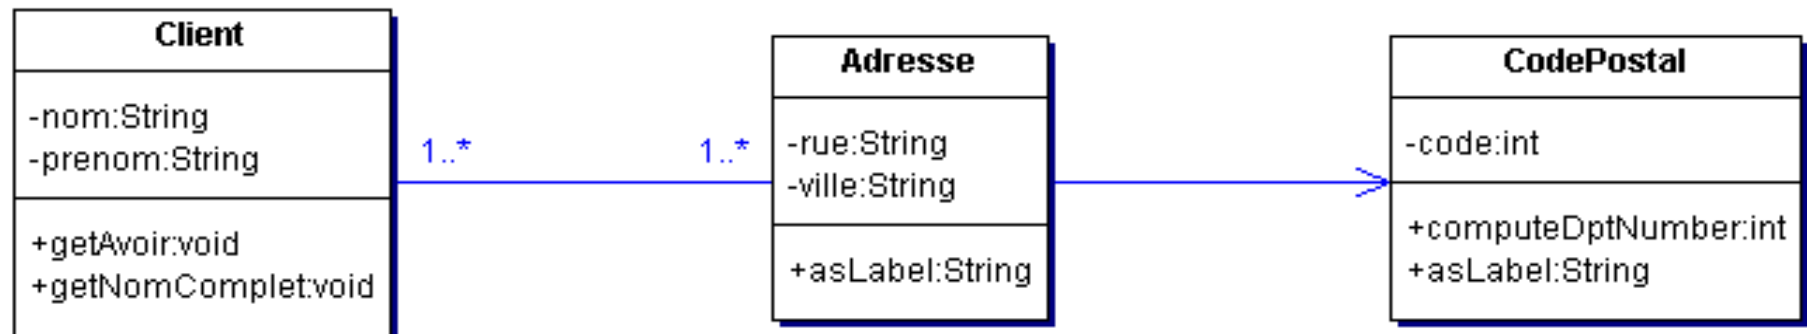 Client
-nom:String
-prenom:String
+getAvoir:void
+getNomComplet:void
1..*
1..*
Adresse
-rue:String
-ville:String
+asLabel:String
CodePostal
-code:int
+computeDptNumber:int
+asLabel:String